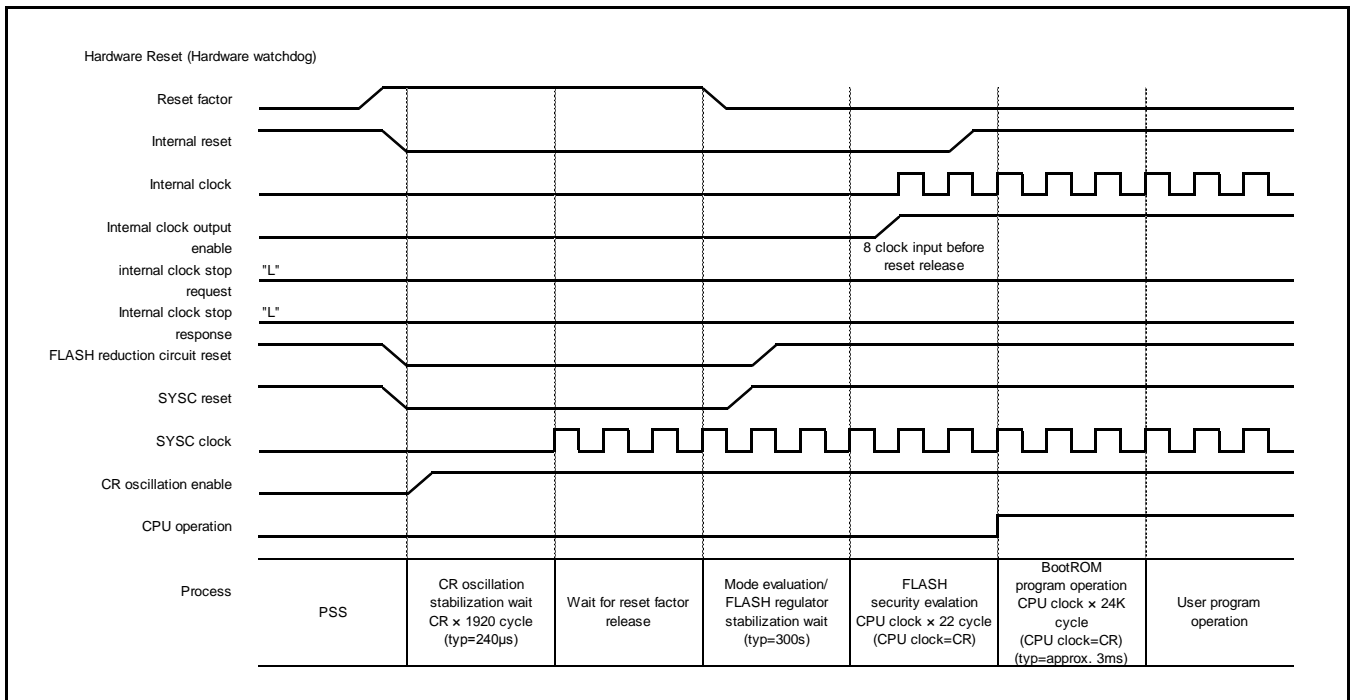 Hardware Reset (Hardware watchdog)
Reset factor
Internal reset
Internal clock
Internal clock output
enable
8 clock input before
reset release
internal clock stop
request
"L"
Internal clock stop
response
"L"
FLASH reduction circuit reset
SYSC reset
SYSC clock
CR oscillation enable
CPU operation
Process
PSS
CR oscillation
stabilization wait
CR × 1920 cycle
(typ=240μs)
Wait for reset factor
release
Mode evaluation/
FLASH regulator
stabilization wait
(typ=300s)
FLASH
security evalation
CPU clock × 22 cycle
(CPU clock=CR)
BootROM
program operation
CPU clock × 24K
cycle
(CPU clock=CR)
(typ=approx. 3ms)
User program
operation